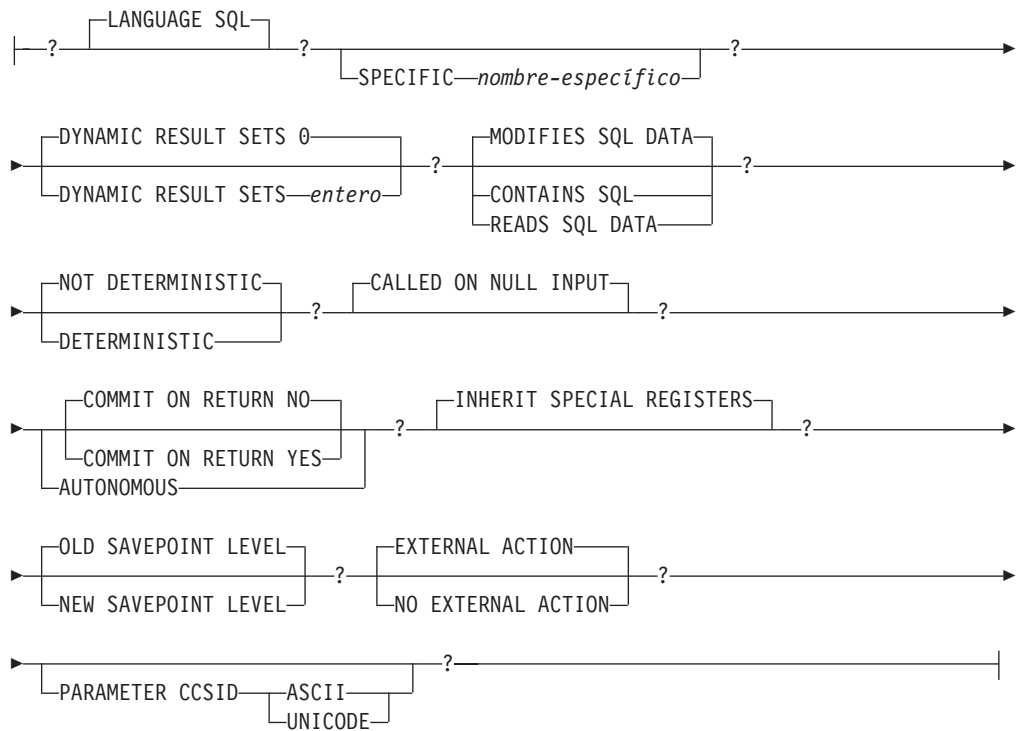 LANGUAGE SQL
? ? ?
SPECIFIC nombre-específico
DYNAMIC RESULT SETS 0 MODIFIES SQL DATA
? ?
DYNAMIC RESULT SETS entero CONTAINS SQL
READS SQL DATA
NOT DETERMINISTIC CALLED ON NULL INPUT
? ?
DETERMINISTIC
COMMIT ON RETURN NO INHERIT SPECIAL REGISTERS
? ?
COMMIT ON RETURN YES
AUTONOMOUS
OLD SAVEPOINT LEVEL EXTERNAL ACTION
? ?
NEW SAVEPOINT LEVEL NO EXTERNAL ACTION
?
PARAMETER CCSID ASCII
UNICODE